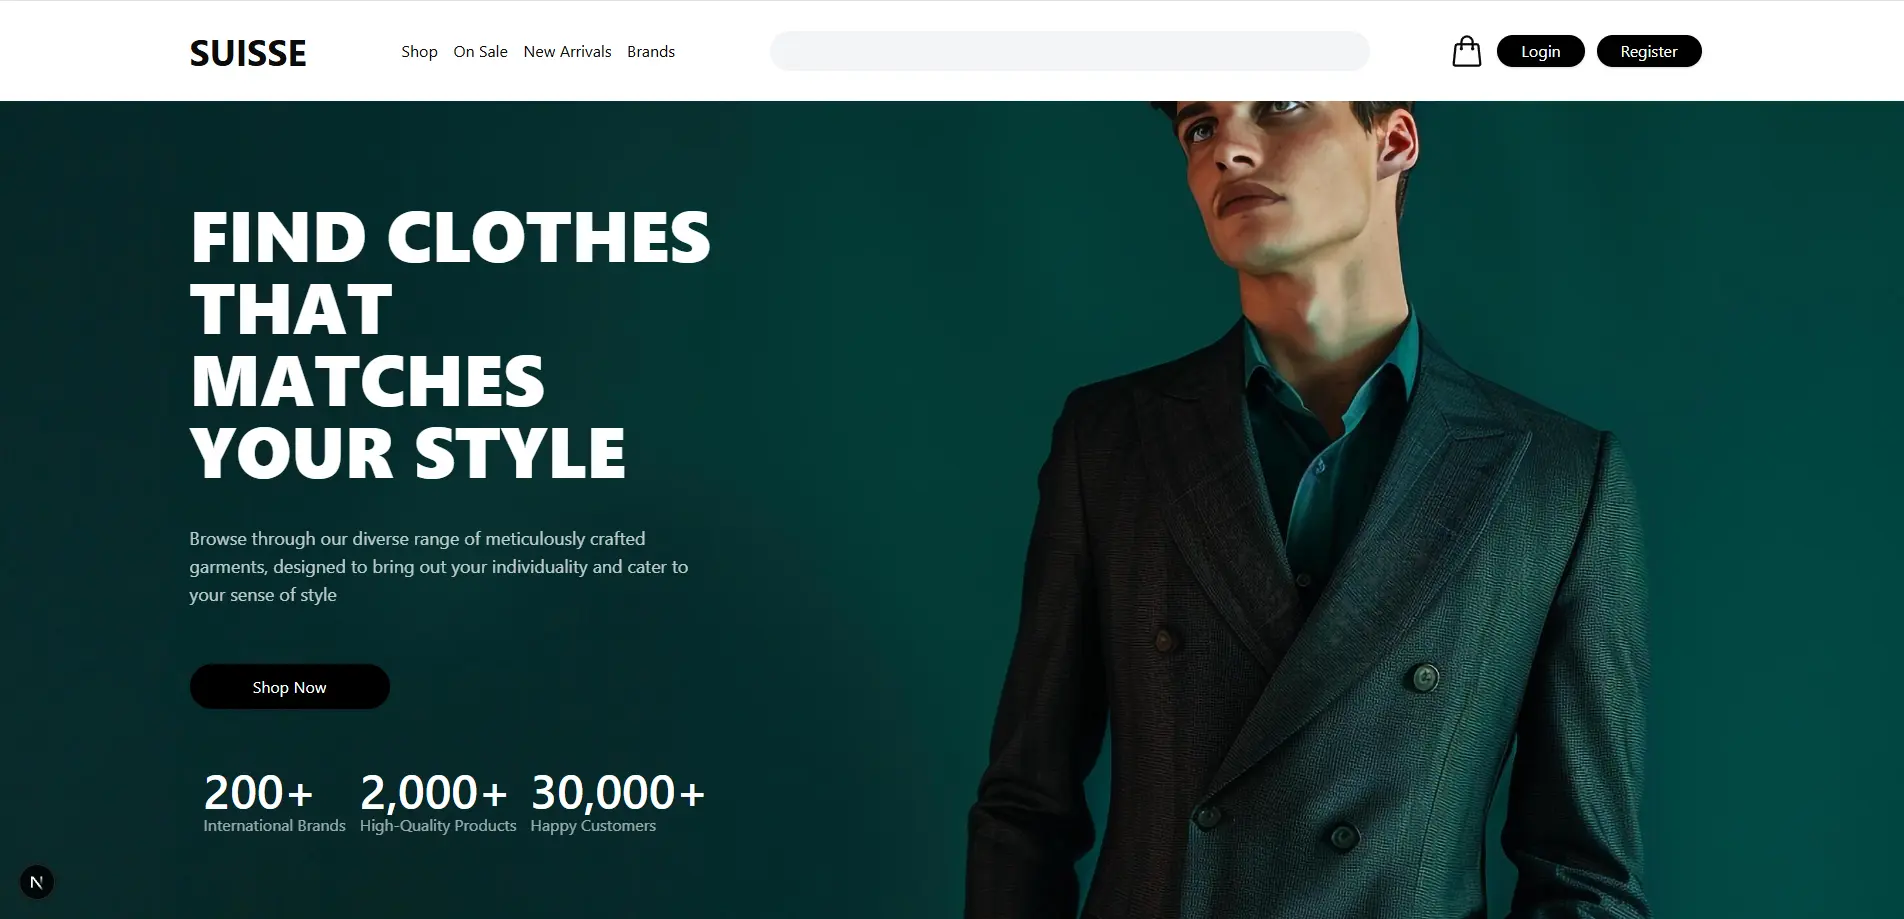 SUISSE
Shop On Sale New Arrivals Brands
Login
Register
FIND CLOTHES
THAT
MATCHES
YOUR STYLE
Browse through our diverse range of meticulously crafted
garments, designed to bring out your individuality and cater to
your sense of style
Shop Now
200+ 2,000+ 30,000+
International Brands High-Quality Products Happy Customers
N